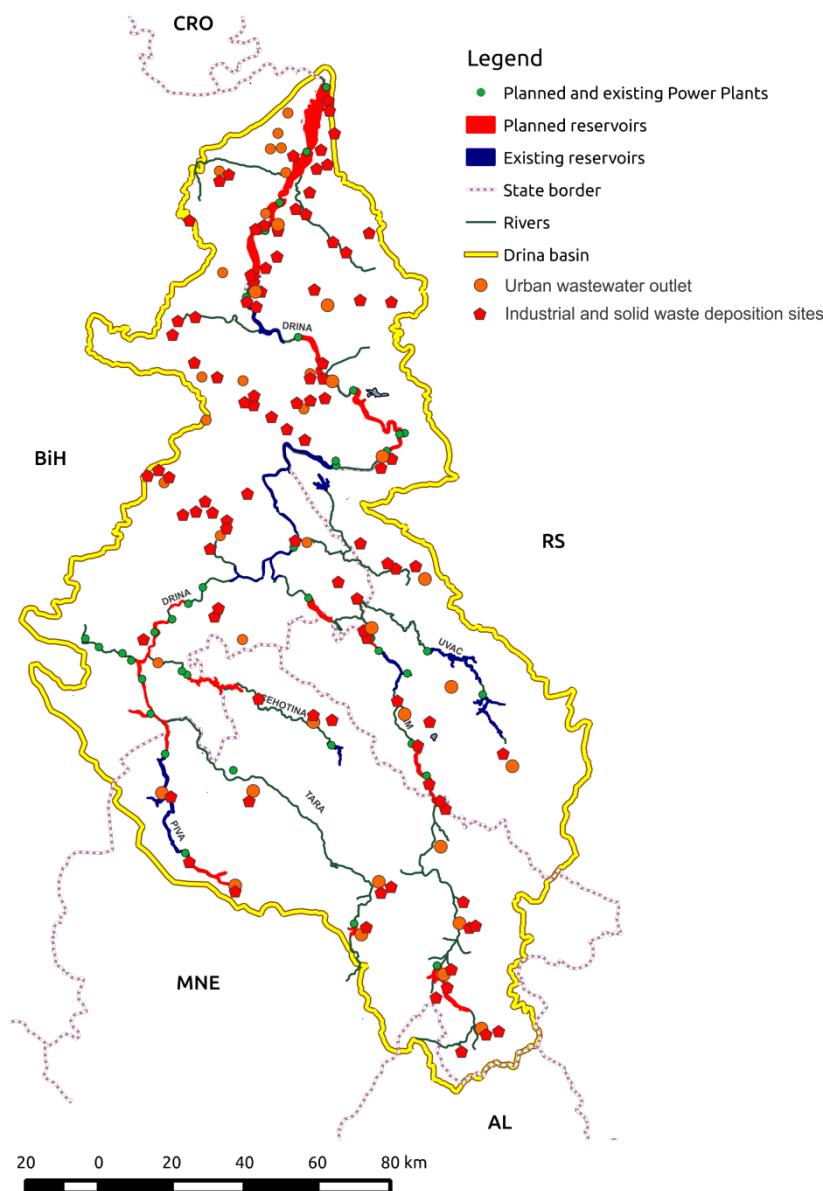 CRO
Legend
Planned and existing Power Plants
Planned reservoirs
Existing reservoirs
State border
Rivers
Drina basin
Urban wastewater outlet
Industrial and solid waste deposition sites
DRINA
BiH
RS
DRINA
UVAC
CEHOTINA
TARA
PIVA
MNE
AL
20 0 20 40 60 80 km